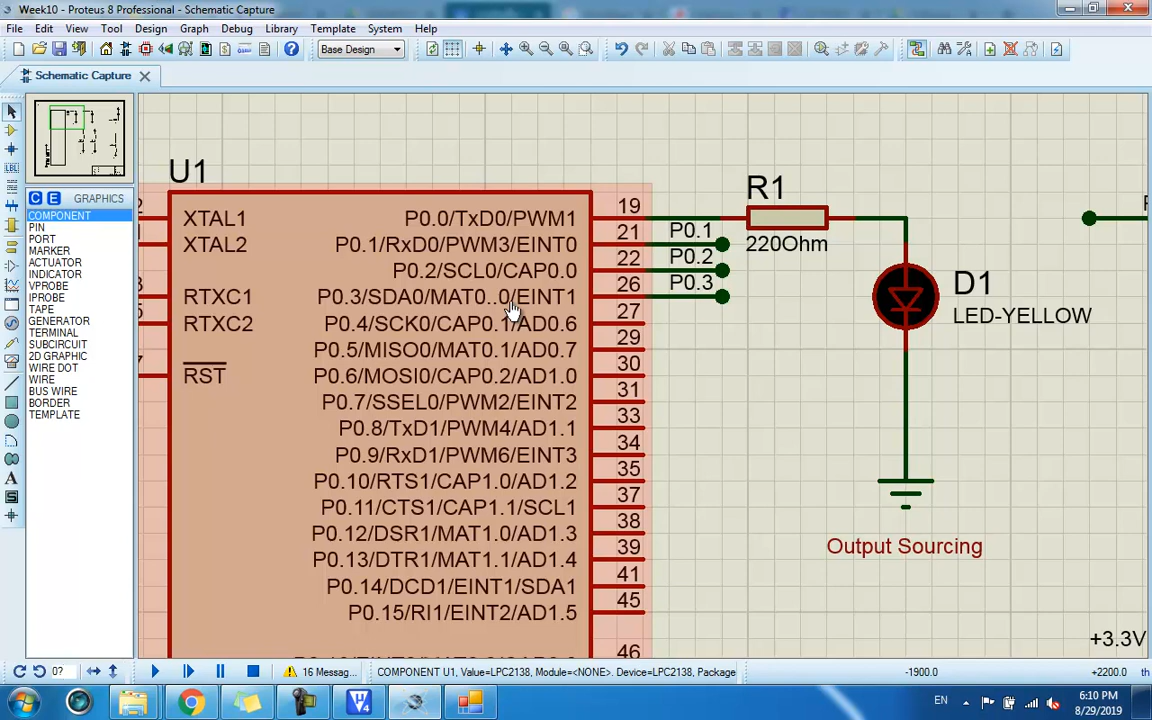 Week10 - Proteus 8 Professional - Schematic Capture
File Edit View Tool Design Graph Debug Library Template System Help
Base Design
Schematic Capture
C E GRAPHICS
COMPONENT
PIN
PORT
MARKER
ACTUATOR
INDICATOR
VPROBE
IPROBE
TAPE
GENERATOR
TERMINAL
SUBCIRCUIT
2D GRAPHIC
WIRE DOT
WIRE
BUS WIRE
BORDER
TEMPLATE
LBL
A
S
U1
XTAL1
XTAL2
RTXC1
RTXC2
RST
P0.0/TxD0/PWM1 19
P0.1/RxD0/PWM3/EINT0 21
P0.2/SCL0/CAP0.0 22
P0.3/SDA0/MAT0..0/EINT1 26
P0.4/SCK0/CAP0.1/AD0.6 27
P0.5/MISO0/MAT0.1/AD0.7 29
P0.6/MOSI0/CAP0.2/AD1.0 30
P0.7/SSEL0/PWM2/EINT2 31
P0.8/TxD1/PWM4/AD1.1 33
P0.9/RxD1/PWM6/EINT3 34
P0.10/RTS1/CAP1.0/AD1.2 35
P0.11/CTS1/CAP1.1/SCL1 37
P0.12/DSR1/MAT1.0/AD1.3 38
P0.13/DTR1/MAT1.1/AD1.4 39
P0.14/DCD1/EINT1/SDA1 41
P0.15/RI1/EINT2/AD1.5 45
46
P0.1
P0.2
P0.3
R1
220Ohm
D1
LED-YELLOW
Output Sourcing
+3.3V
0? 16 Messag... COMPONENT U1, Value=LPC2138, Module=<NONE>. Device=LPC2138, Package -1900.0 +2200.0 th
EN 6:10 PM
8/29/2019